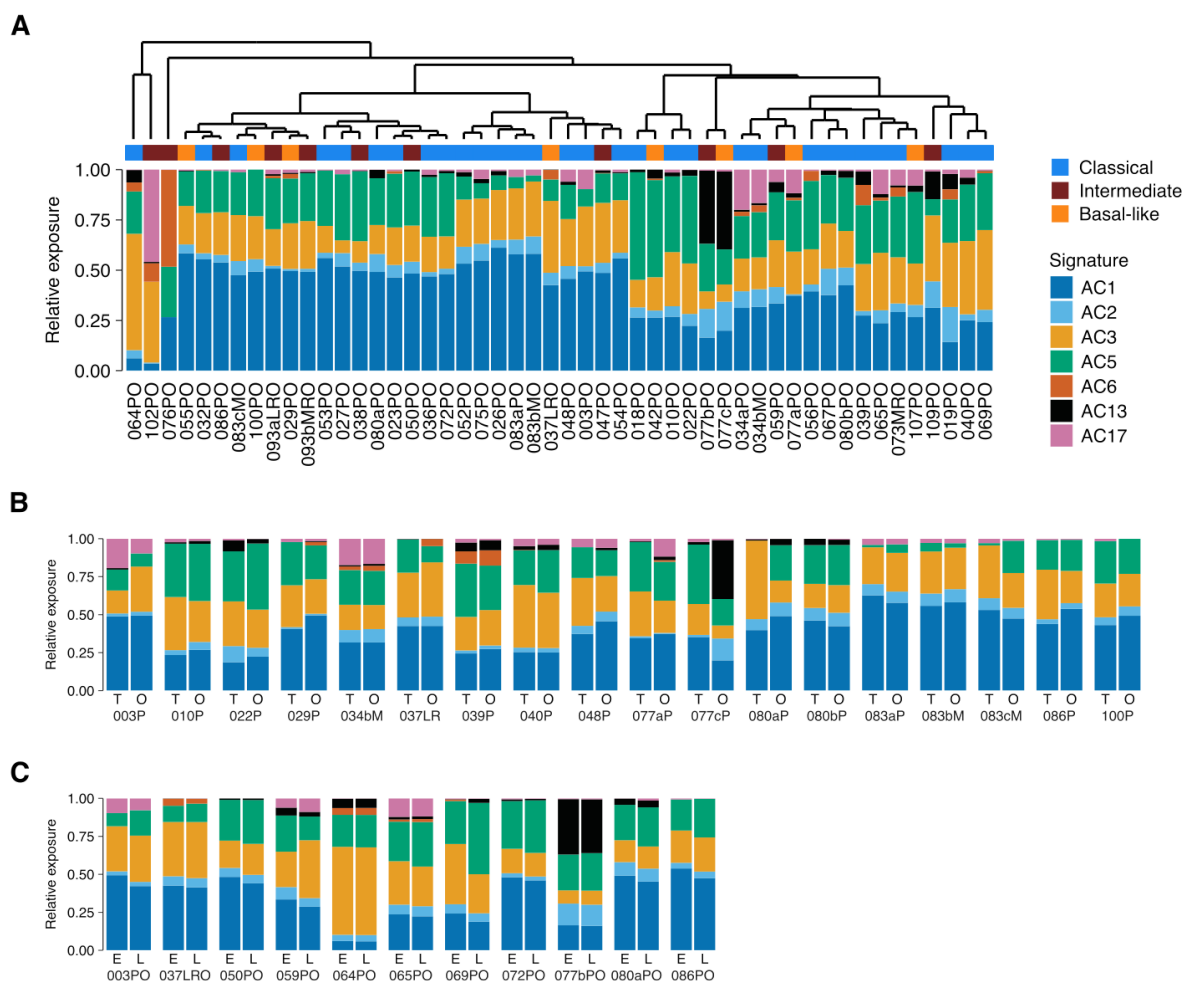 A
Classical
Intermediate
Basal-like
Signature
AC1
AC2
AC3
AC5
AC6
AC13
AC17
Relative exposure
1.00
0.75
0.50
0.25
0.00
064PO 102PO 076PO 055PO 032PO 086PO 083cMO 100PO 093aLRO 029PO 093bMRO 053PO 027PO 038PO 080aPO 023PO 050PO 036PO 072PO 052PO 075PO 026PO 083aPO 083bMO 037LRO 048PO 003PO 047PO 054PO 018PO 042PO 010PO 022PO 077bPO 077cPO 034aPO 034bMO 059PO 077aPO 056PO 067PO 080bPO 039PO 065PO 073MRO 107PO 109PO 019PO 040PO 069PO
B
Relative exposure
1.00
0.75
0.50
0.25
0.00
T O T O T O T O T O T O T O T O T O T O T O T O T O T O T O T O T O T O
003P 010P 022P 029P 034bM 037LR 039P 040P 048P 077aP 077cP 080aP 080bP 083aP 083bM 083cM 086P 100P
C
Relative exposure
1.00
0.75
0.50
0.25
0.00
E L E L E L E L E L E L E L E L E L E L E L
003PO 037LRO 050PO 059PO 064PO 065PO 069PO 072PO 077bPO 080aPO 086PO